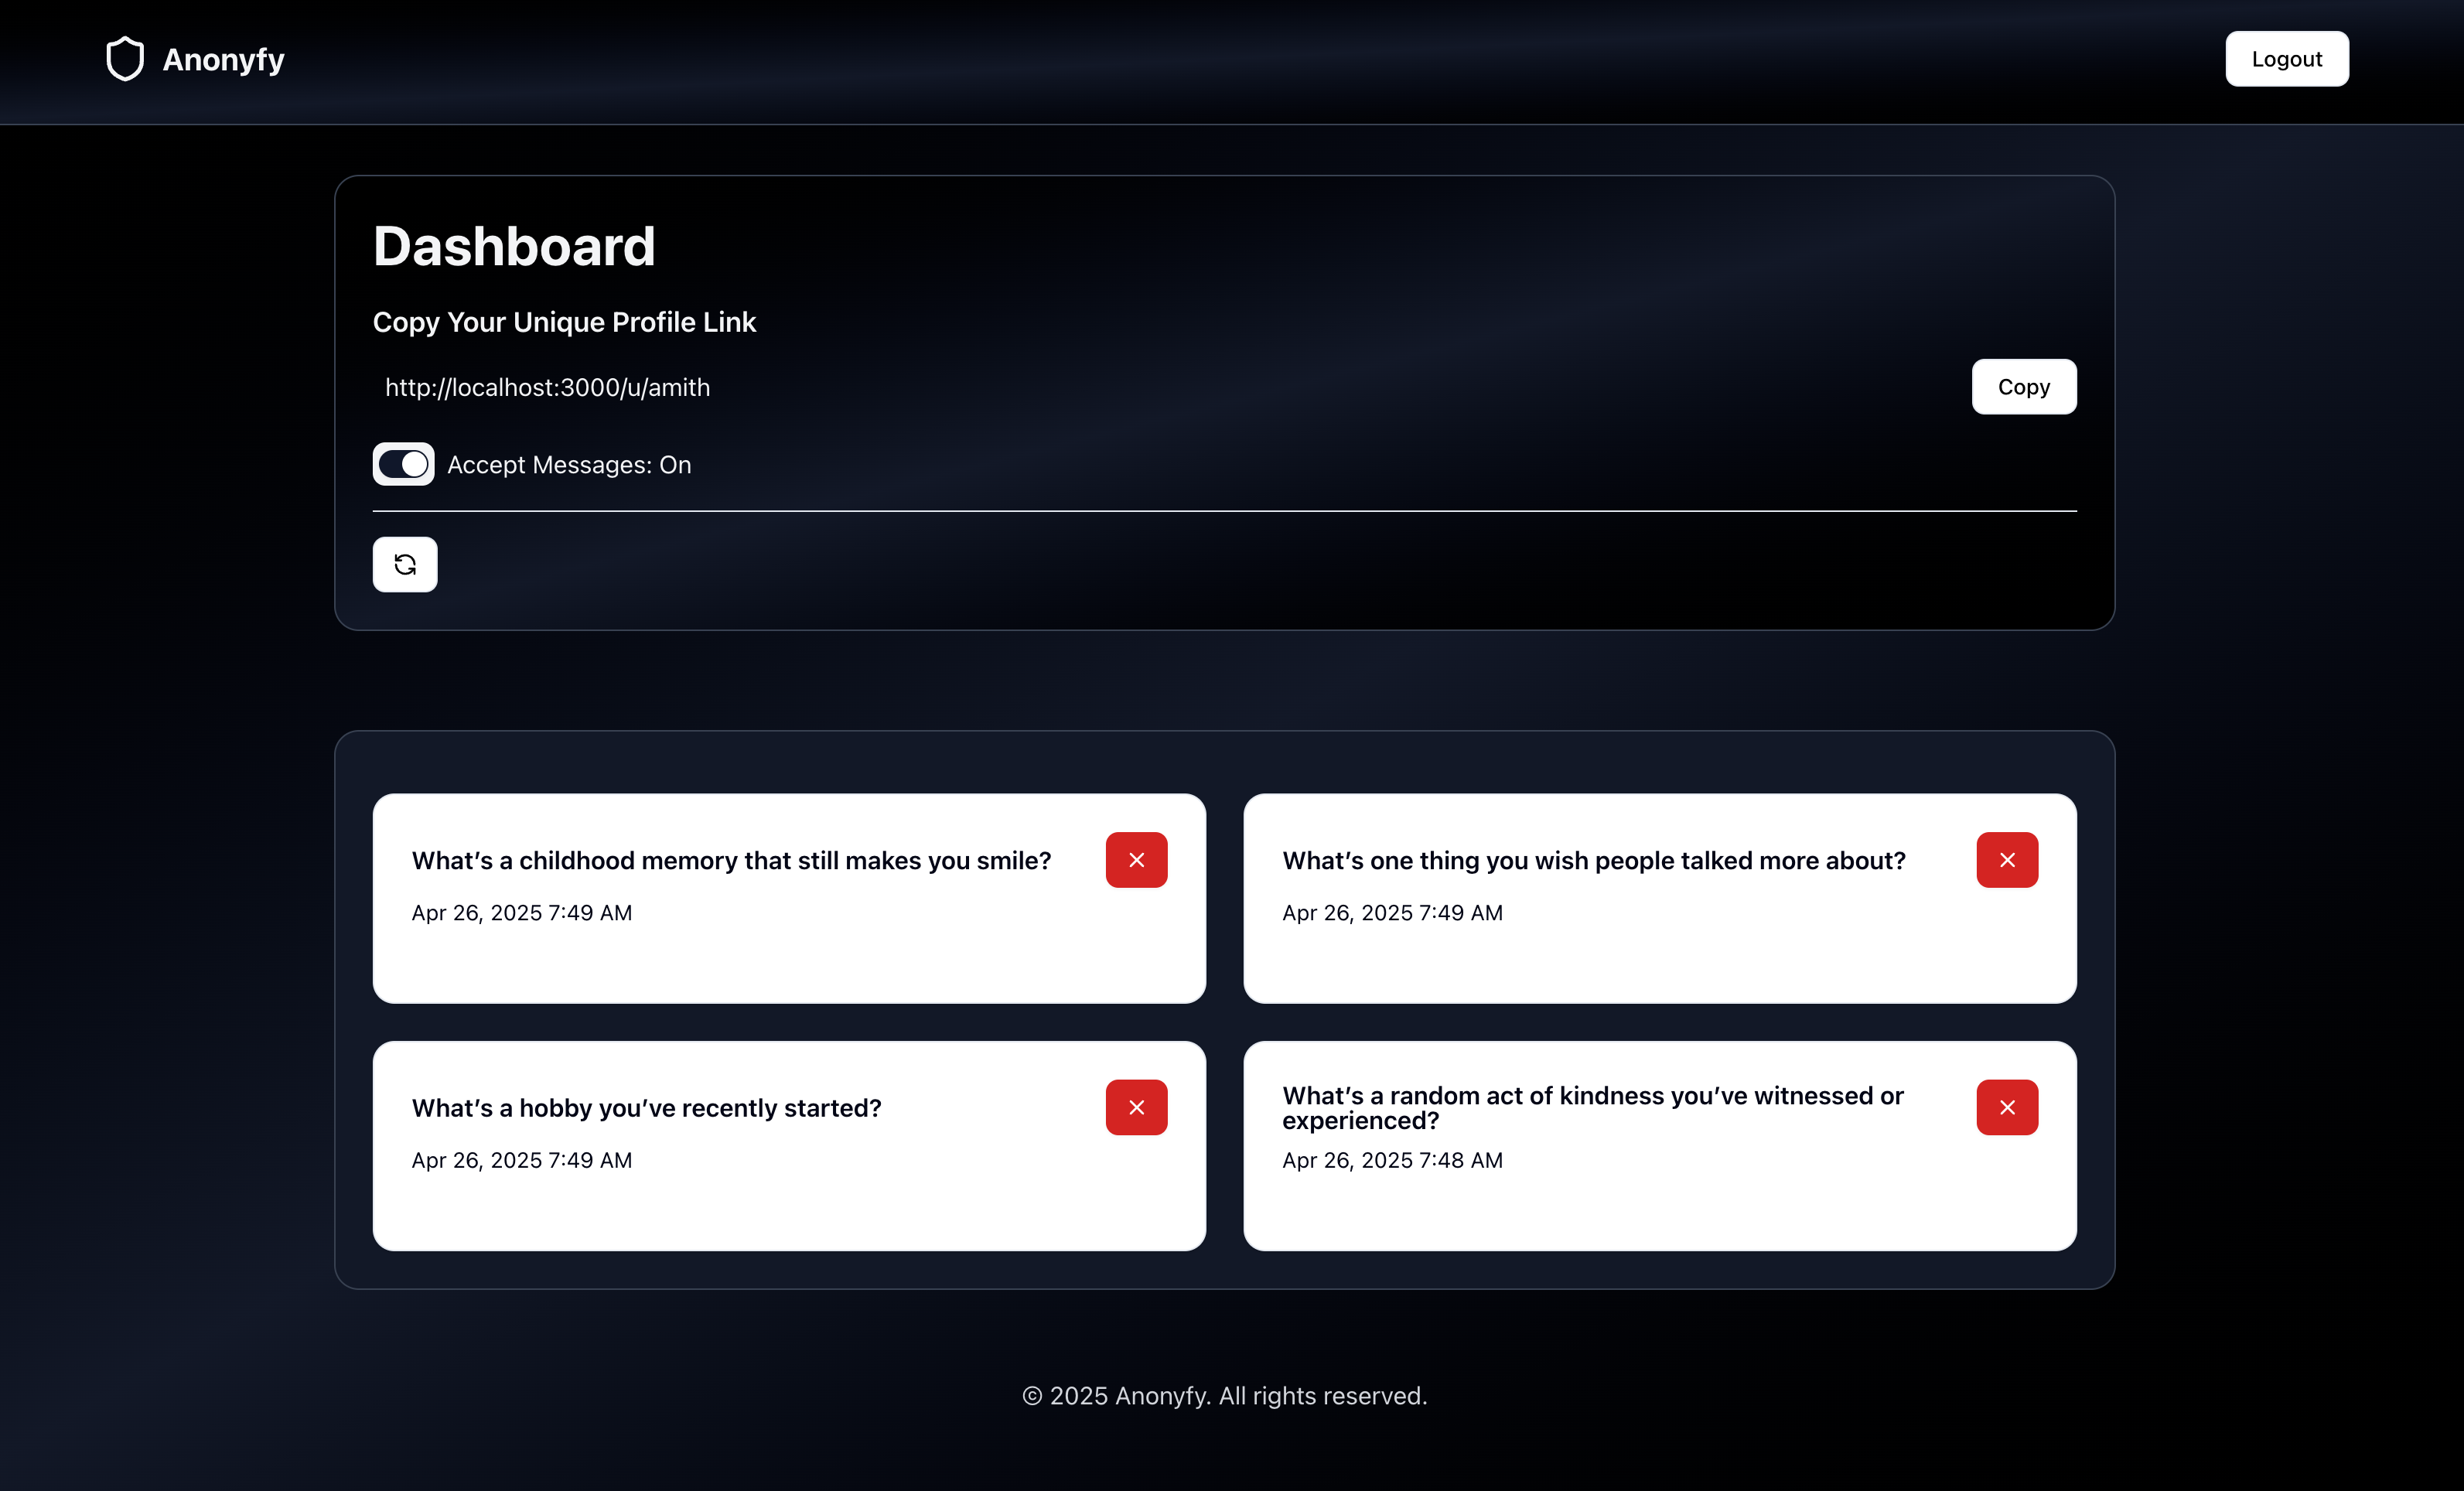 Anonyfy
Logout
Dashboard
Copy Your Unique Profile Link
http://localhost:3000/u/amith
Copy
Accept Messages: On
What’s a childhood memory that still makes you smile?
Apr 26, 2025 7:49 AM
What’s one thing you wish people talked more about?
Apr 26, 2025 7:49 AM
What’s a hobby you’ve recently started?
Apr 26, 2025 7:49 AM
What’s a random act of kindness you’ve witnessed or
experienced?
Apr 26, 2025 7:48 AM
© 2025 Anonyfy. All rights reserved.